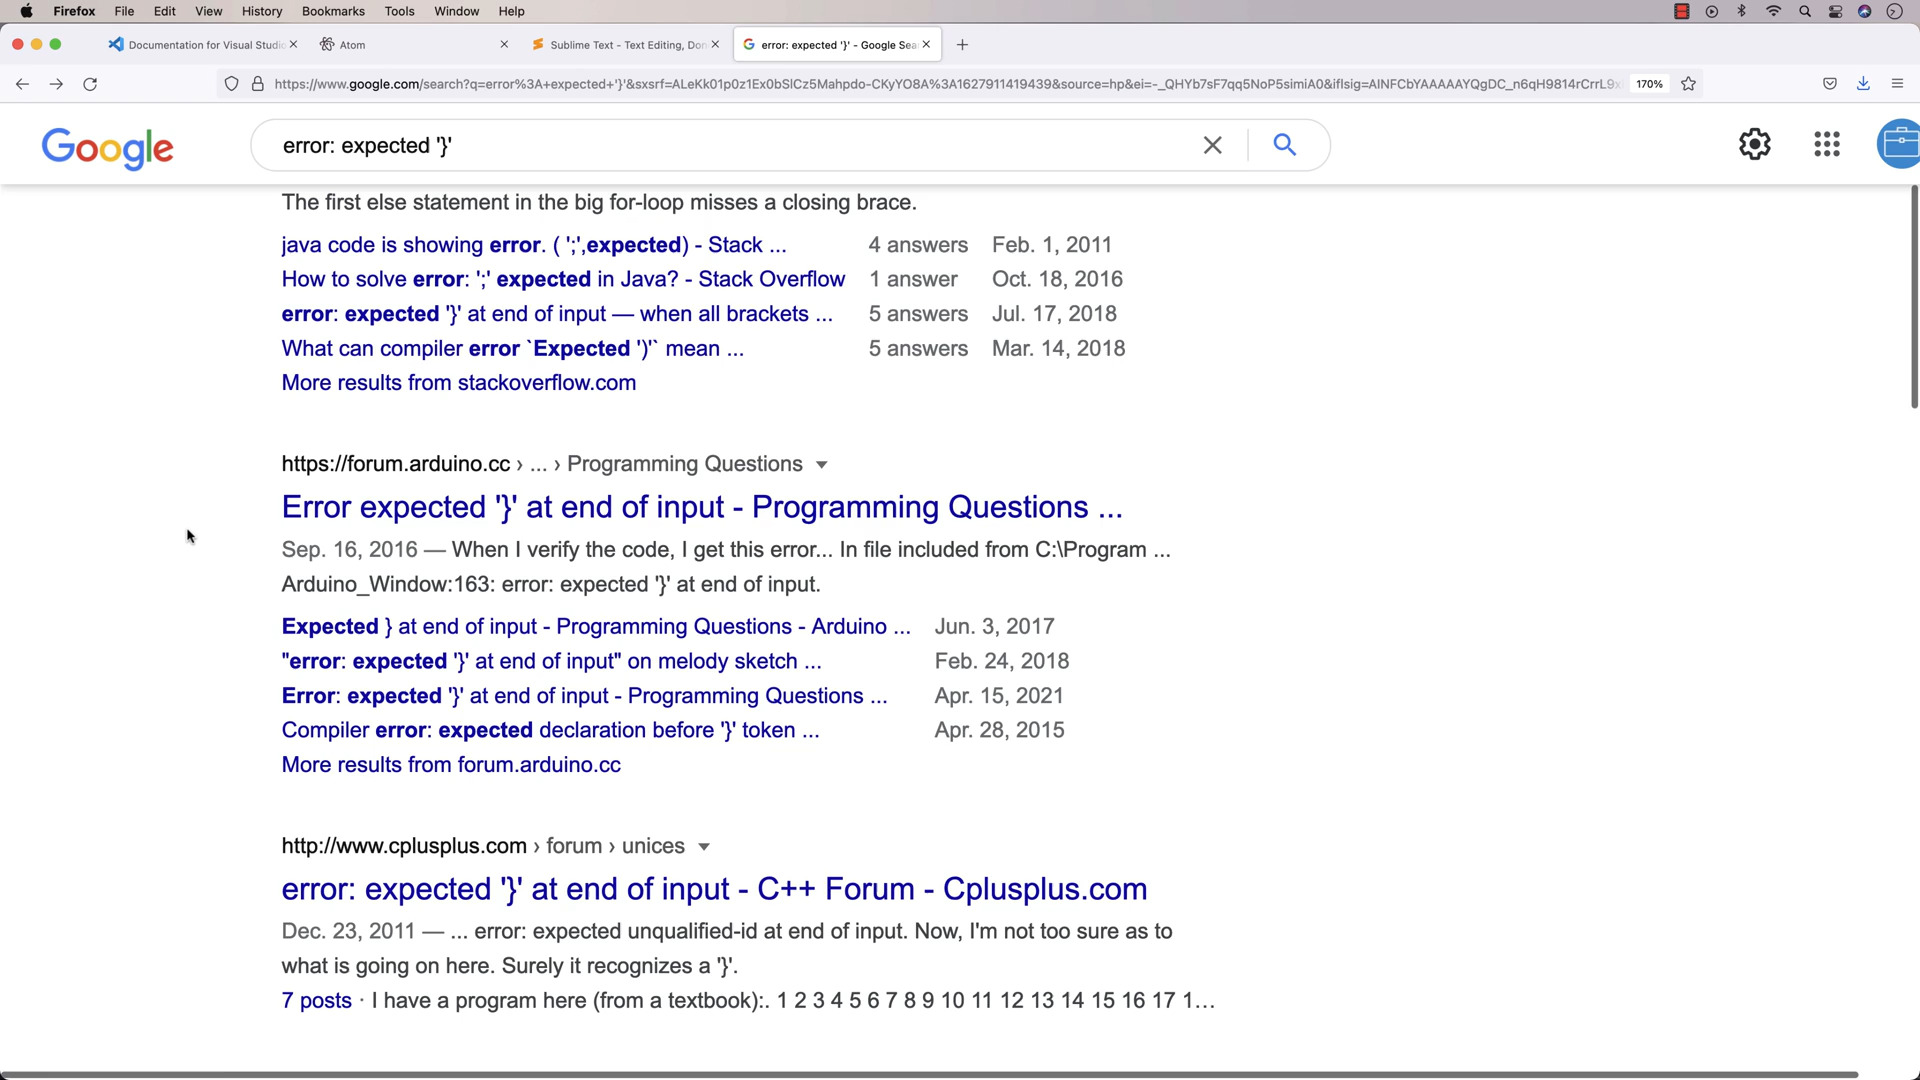 Firefox File Edit View History Bookmarks Tools Window Help
Documentation for Visual Studio
Atom
Sublime Text - Text Editing, Don
error: expected '}' - Google Sea
https://www.google.com/search?q=error%3A+expected+'}'&sxsrf=ALeKk01p0z1Ex0bSlCz5Mahpdo-CKyYO8A%3A1627911419439&source=hp&ei=-_QHYb7sF7qq5NoP5simiA0&iflsig=AINFCbYAAAAAYQgDC_n6qH9814rCrrL9x
170%
Google
error: expected '}'
The first else statement in the big for-loop misses a closing brace.
java code is showing error. ( ';',expected) - Stack ... 4 answers Feb. 1, 2011
How to solve error: ';' expected in Java? - Stack Overflow 1 answer Oct. 18, 2016
error: expected '}' at end of input — when all brackets ... 5 answers Jul. 17, 2018
What can compiler error `Expected ')'` mean ... 5 answers Mar. 14, 2018
More results from stackoverflow.com
https://forum.arduino.cc › ... › Programming Questions
Error expected '}' at end of input - Programming Questions ...
Sep. 16, 2016 — When I verify the code, I get this error... In file included from C:\Program ...
Arduino_Window:163: error: expected '}' at end of input.
Expected } at end of input - Programming Questions - Arduino ... Jun. 3, 2017
"error: expected '}' at end of input" on melody sketch ... Feb. 24, 2018
Error: expected '}' at end of input - Programming Questions ... Apr. 15, 2021
Compiler error: expected declaration before '}' token ... Apr. 28, 2015
More results from forum.arduino.cc
http://www.cplusplus.com › forum › unices
error: expected '}' at end of input - C++ Forum - Cplusplus.com
Dec. 23, 2011 — ... error: expected unqualified-id at end of input. Now, I'm not too sure as to
what is going on here. Surely it recognizes a '}'.
7 posts · I have a program here (from a textbook):. 1 2 3 4 5 6 7 8 9 10 11 12 13 14 15 16 17 1...